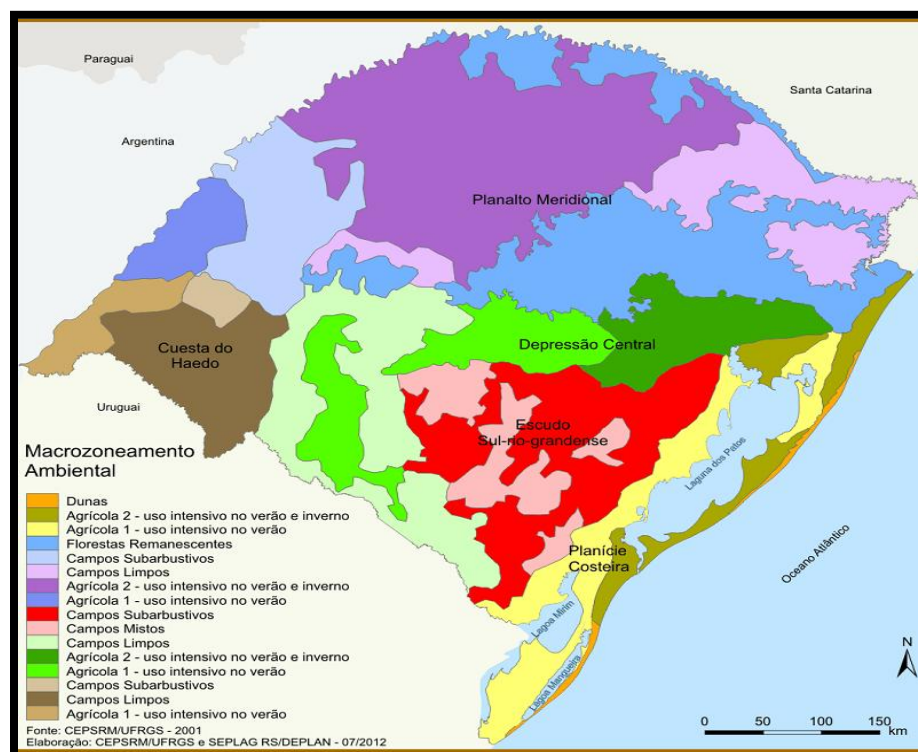 Paraguai
Santa Catarina
Argentina
Planalto Meridional
Cuesta do
Haedo
Depressão Central
Uruguai
Escudo
Sul-rio-grandense
Laguna dos Patos
Planície
Costeira
Oceano Atlântico
Lagoa Mirim
Lagoa Mangueira
Macrozoneamento
Ambiental
Dunas
Agrícola 2 - uso intensivo no verão e inverno
Agrícola 1 - uso intensivo no verão
Florestas Remanescentes
Campos Subarbustivos
Campos Limpos
Agrícola 2 - uso intensivo no verão e inverno
Agrícola 1 - uso intensivo no verão
Campos Subarbustivos
Campos Mistos
Campos Limpos
Agrícola 2 - uso intensivo no verão e inverno
Agricola 1 - uso intensivo no verão
Campos Subarbustivos
Campos Limpos
Agrícola 1 - uso intensivo no verão
Fonte: CEPSRM/UFRGS - 2001
Elaboração: CEPSRM/UFRGS e SEPLAG RS/DEPLAN - 07/2012
N
0 50 100 150
km